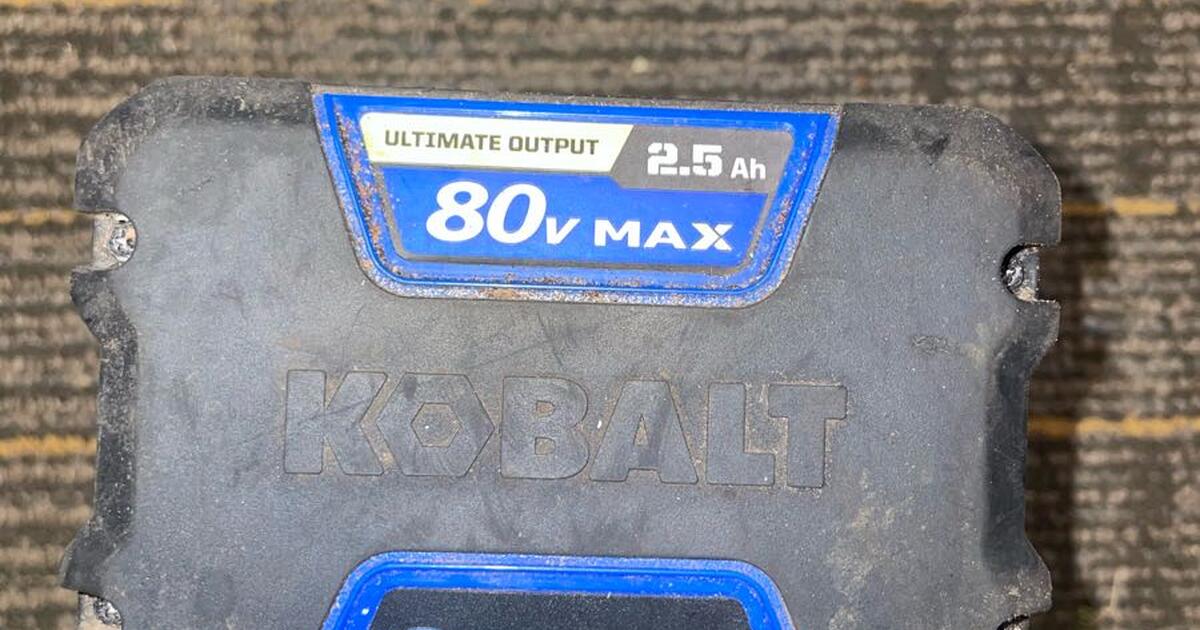 ULTIMATE OUTPUT 2.5 Ah
80V MAX
KOBALT